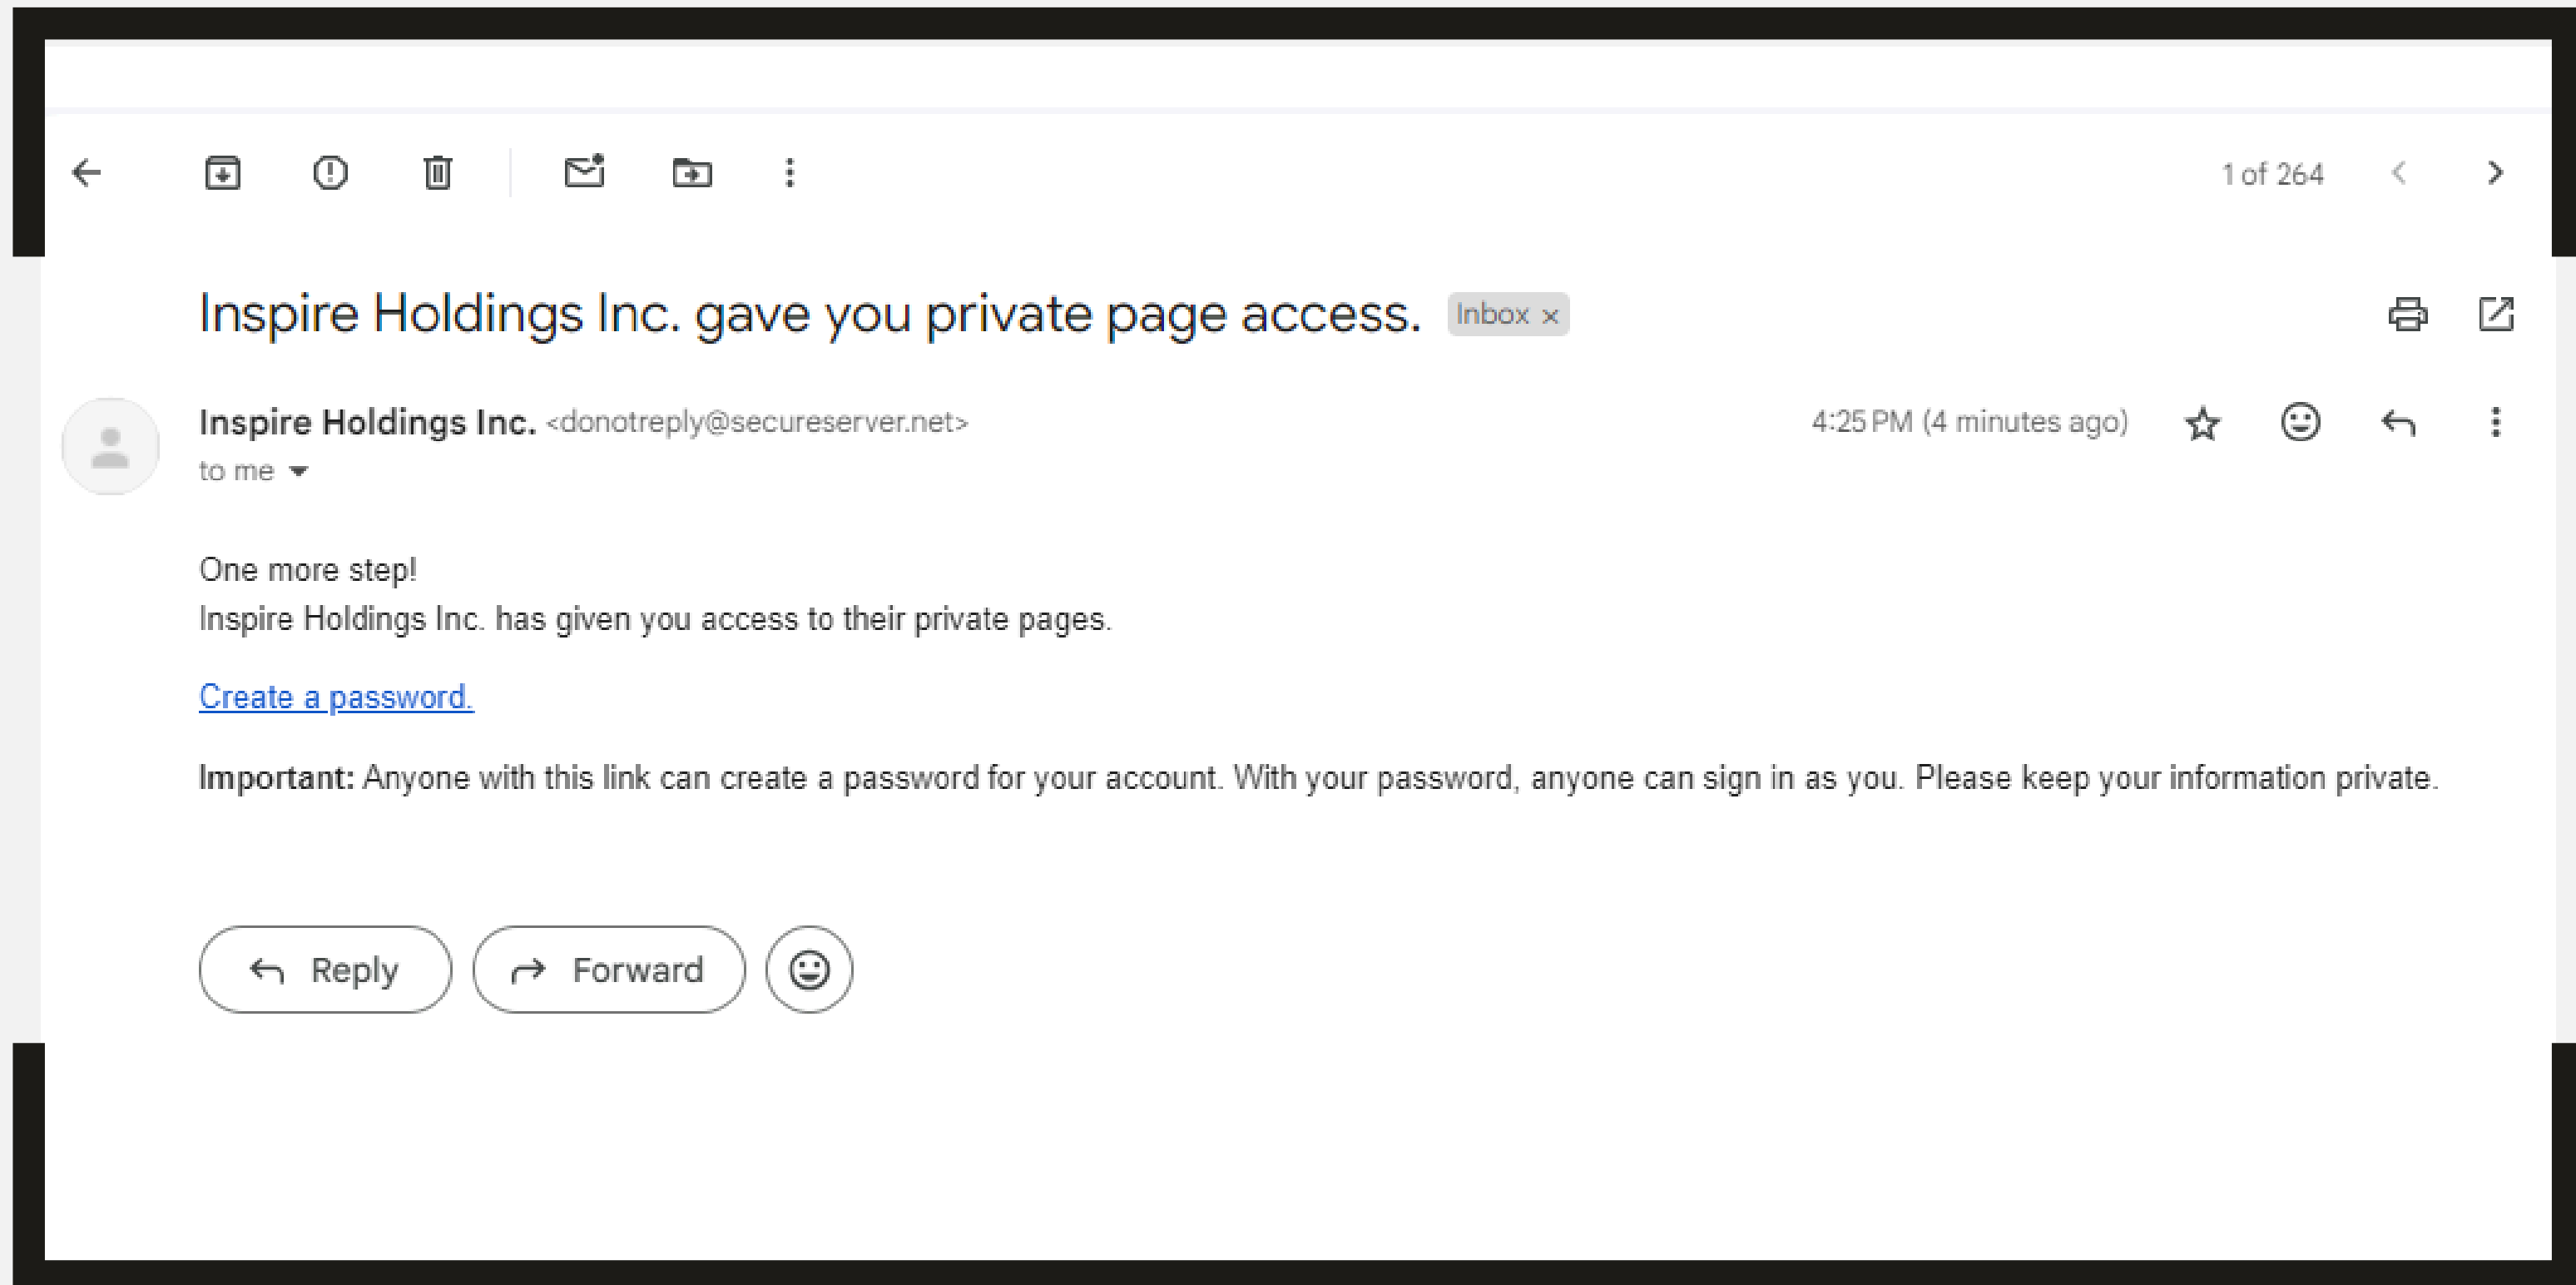 1 of 264
Inspire Holdings Inc. gave you private page access. Inbox x
Inspire Holdings Inc. <donotreply@secureserver.net> 4:25 PM (4 minutes ago)
to me
One more step!
Inspire Holdings Inc. has given you access to their private pages.
Create a password.
Important: Anyone with this link can create a password for your account. With your password, anyone can sign in as you. Please keep your information private.
Reply Forward